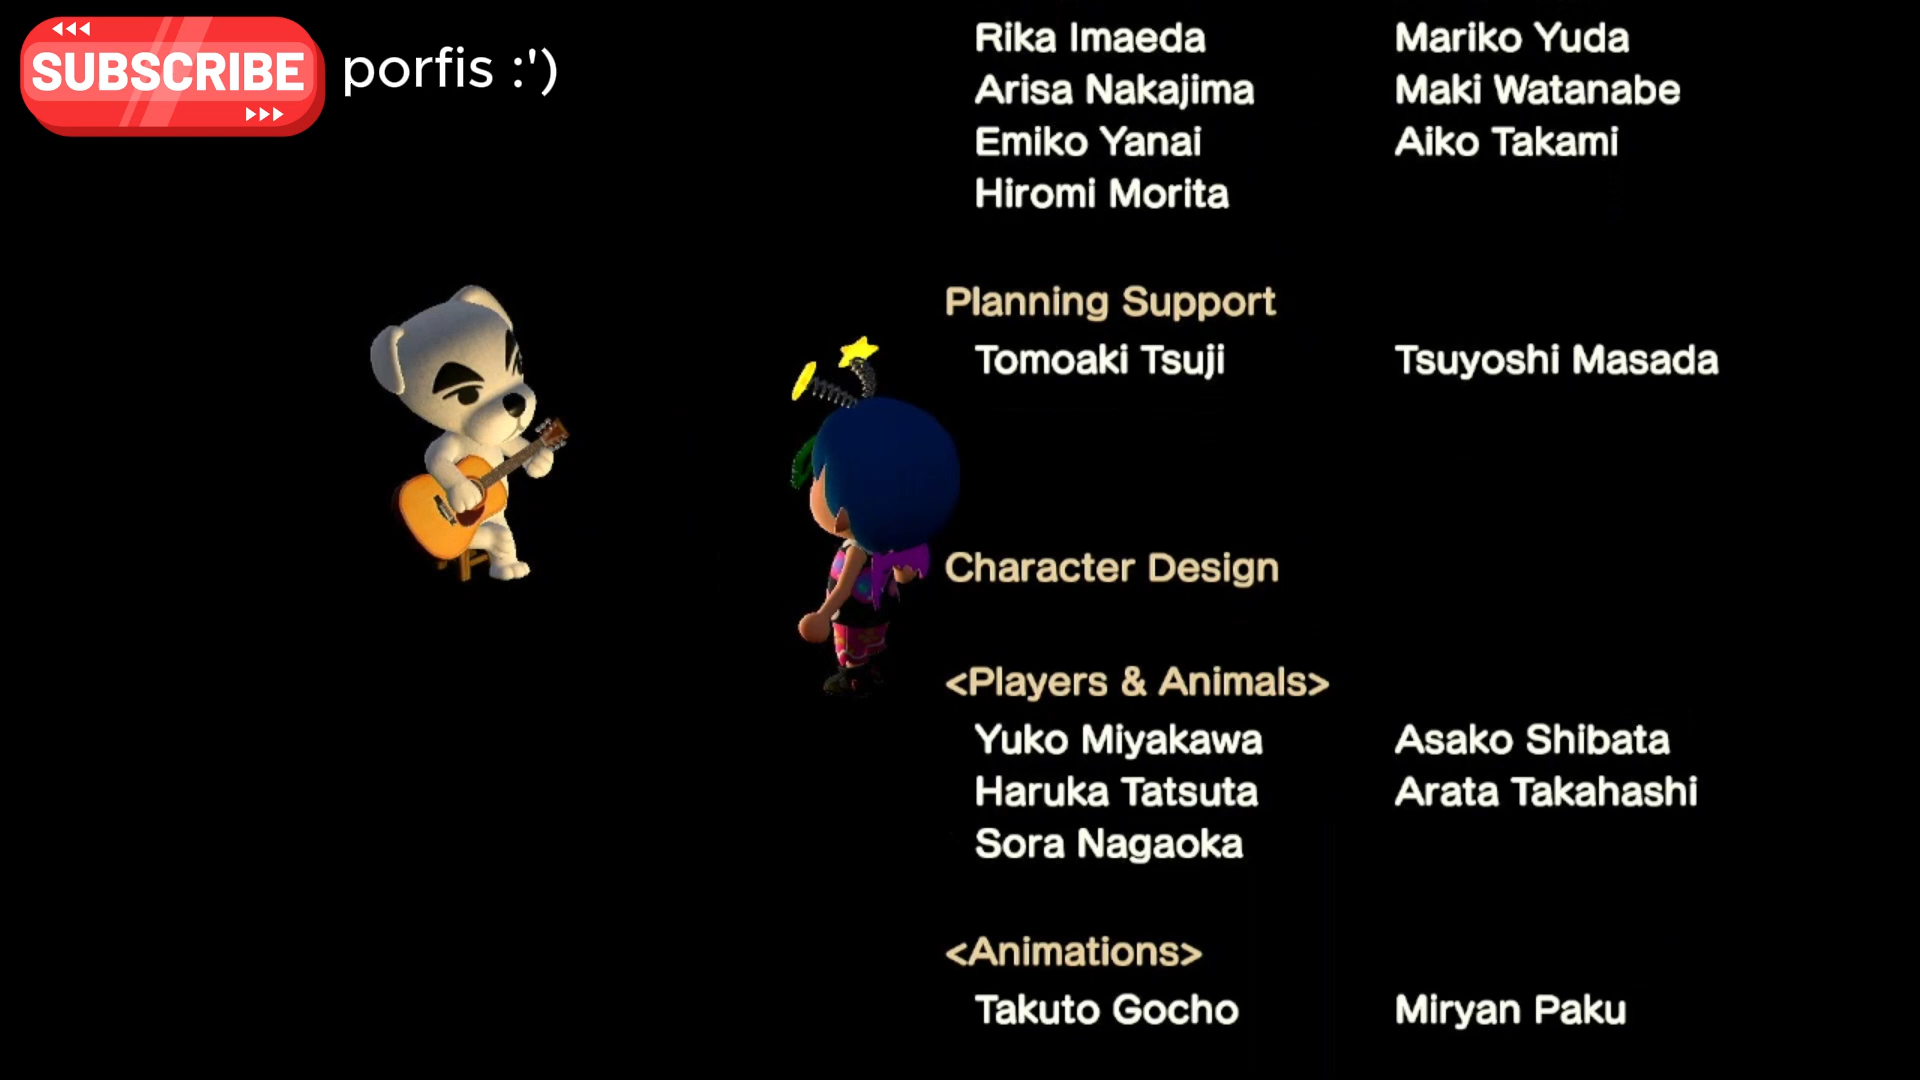 SUBSCRIBE porfis :')
Rika Imaeda Mariko Yuda
Arisa Nakajima Maki Watanabe
Emiko Yanai Aiko Takami
Hiromi Morita
Planning Support
Tomoaki Tsuji Tsuyoshi Masada
Character Design
<Players & Animals>
Yuko Miyakawa Asako Shibata
Haruka Tatsuta Arata Takahashi
Sora Nagaoka
<Animations>
Takuto Gocho Miryan Paku